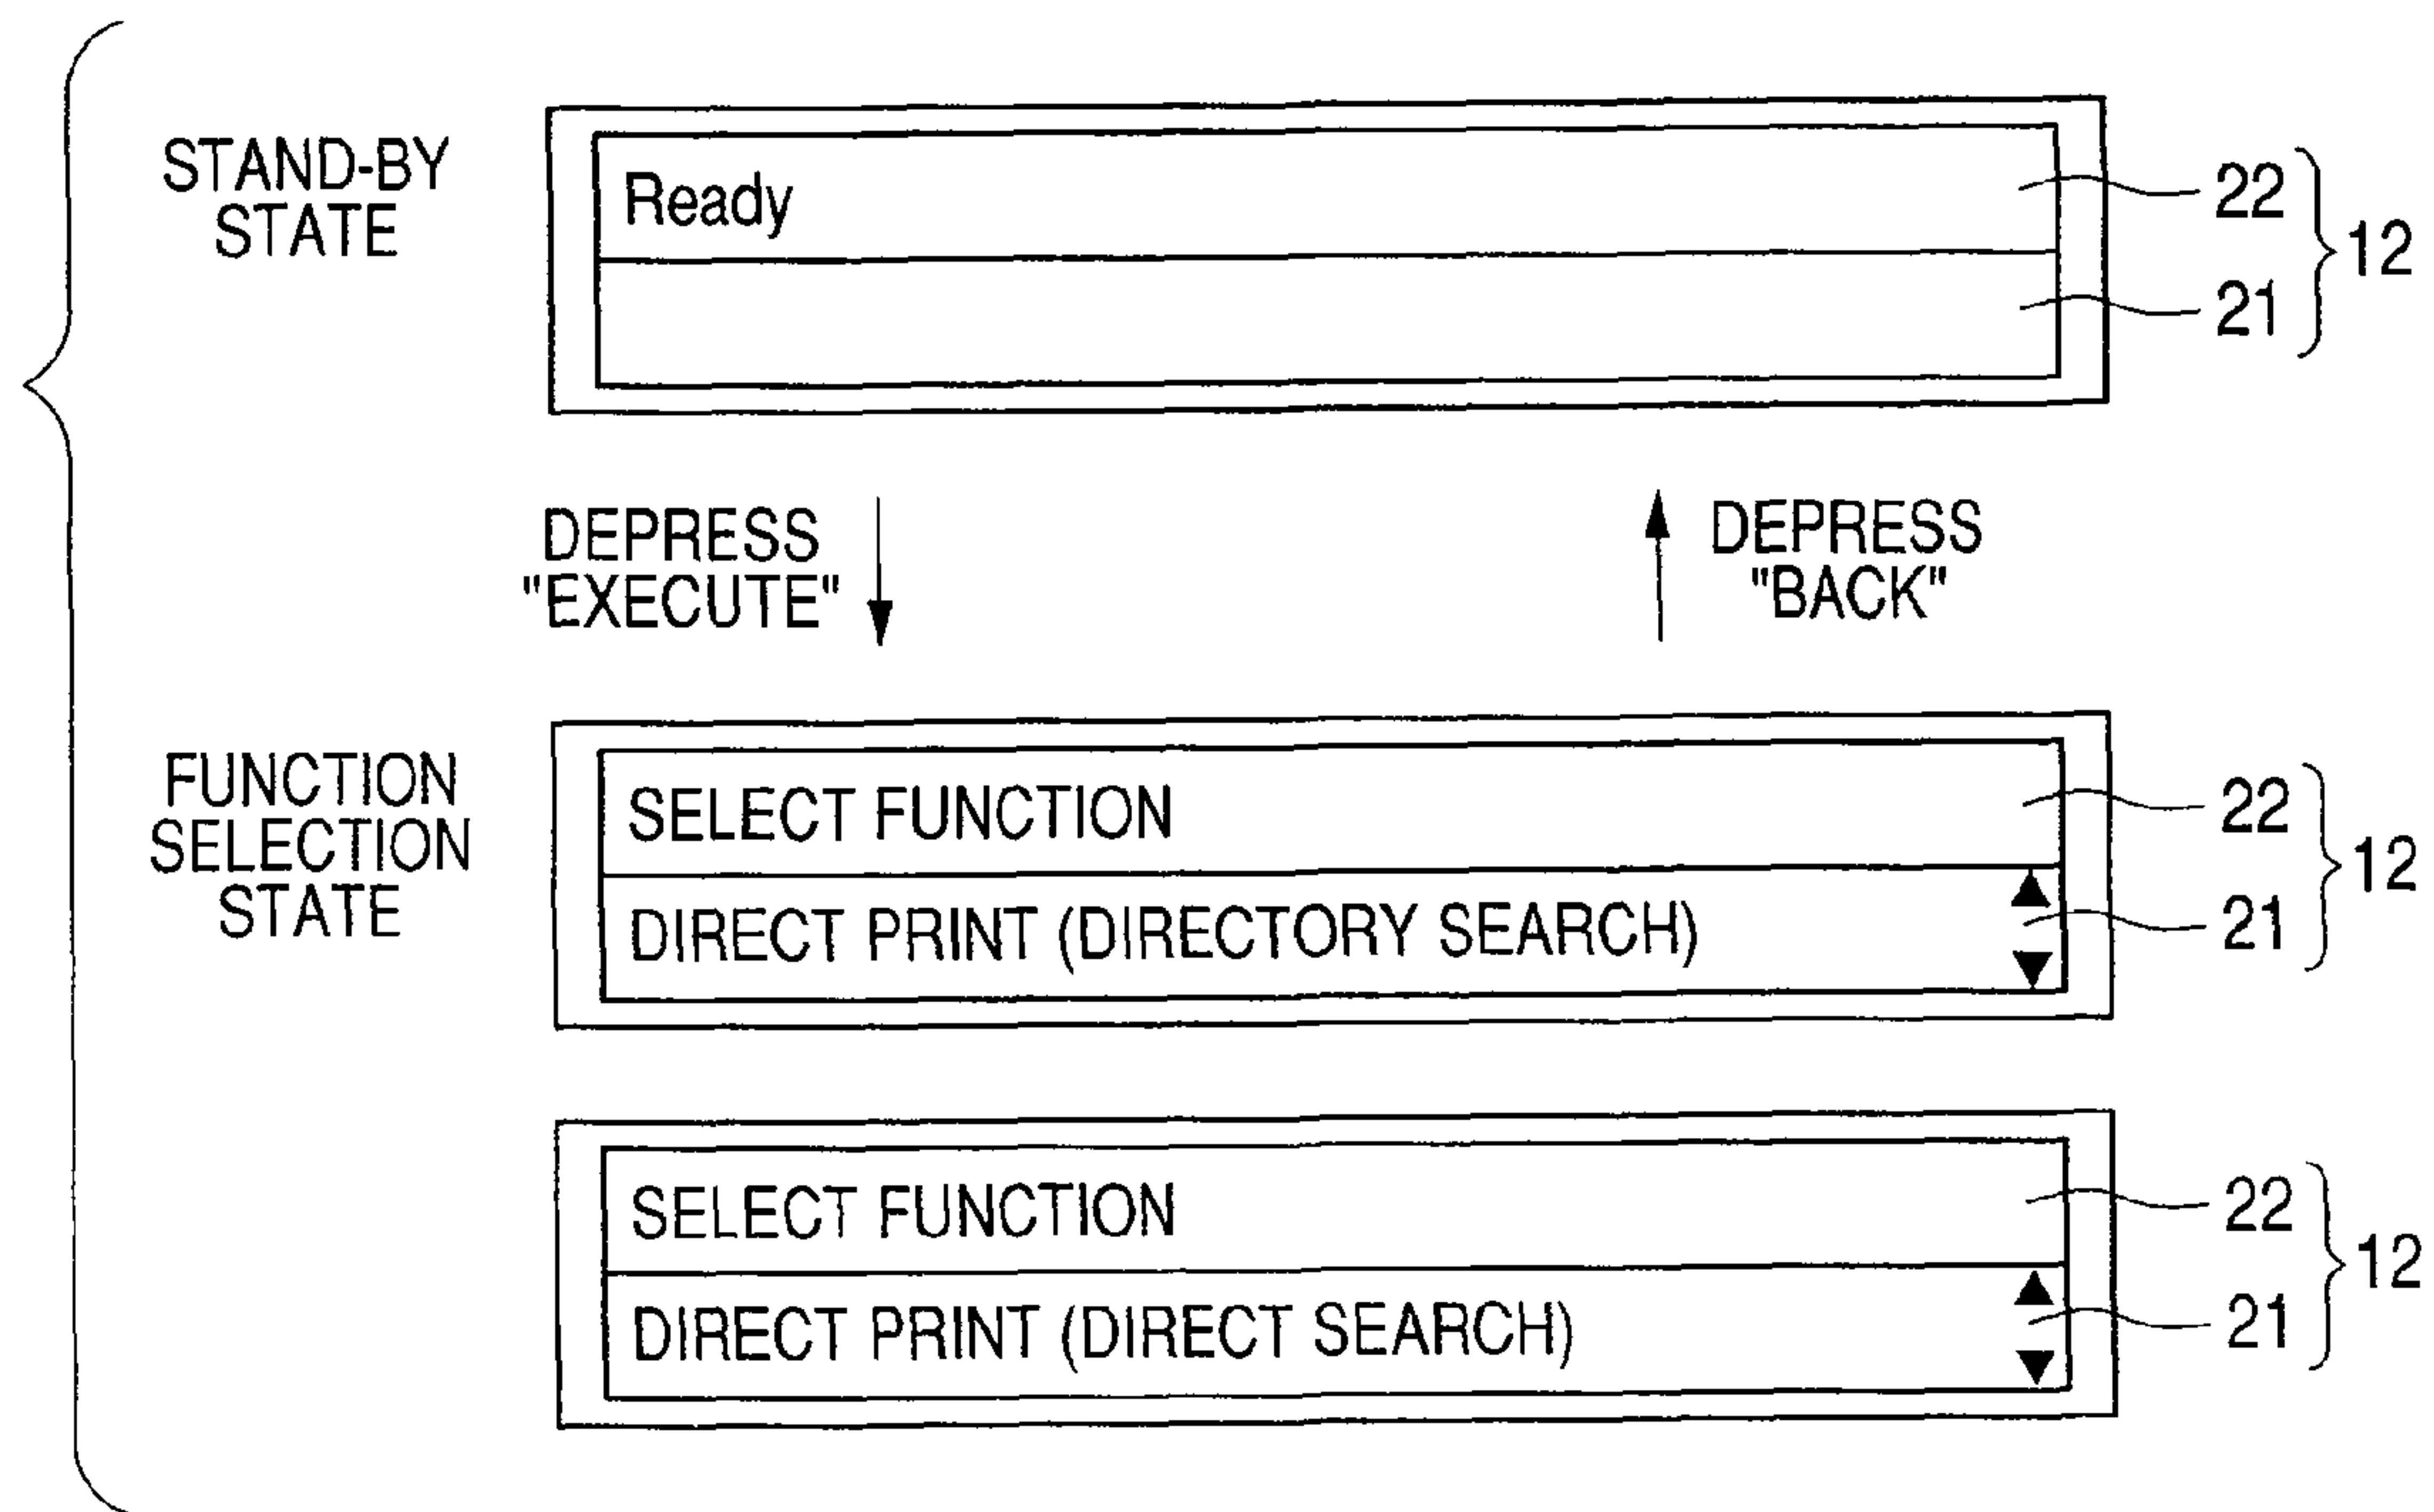 STAND-BY
STATE
Ready
22
21
12
DEPRESS
"EXECUTE"
DEPRESS
"BACK"
FUNCTION
SELECTION
STATE
SELECT FUNCTION
DIRECT PRINT (DIRECTORY SEARCH)
22
21
12
SELECT FUNCTION
DIRECT PRINT (DIRECT SEARCH)
22
21
12